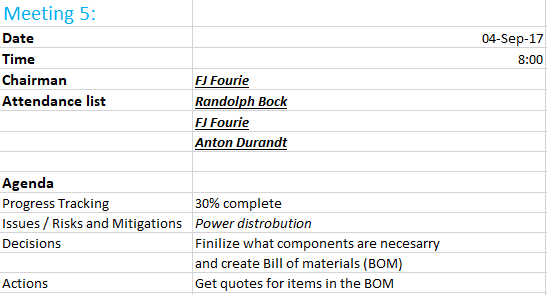 Meeting 5:
Date 04-Sep-17
Time 8:00
Chairman FJ Fourie
Attendance list Randolph Bock
FJ Fourie
Anton Durandt
Agenda
Progress Tracking 30% complete
Issues / Risks and Mitigations Power distrobution
Decisions Finilize what components are necesarry
and create Bill of materials (BOM)
Actions Get quotes for items in the BOM